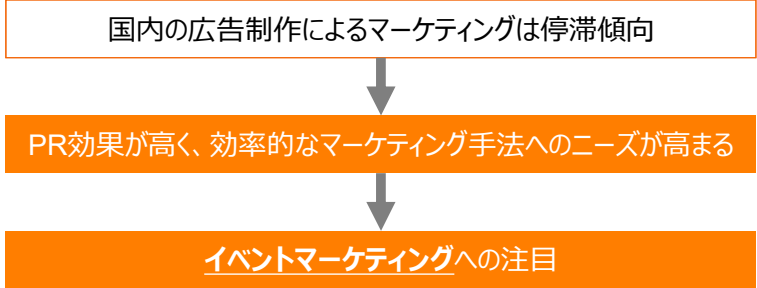 国内の広告制作によるマーケティングは停滞傾向
PR効果が高く、効率的なマーケティング手法へのニーズが高まる
イベントマーケティングへの注目